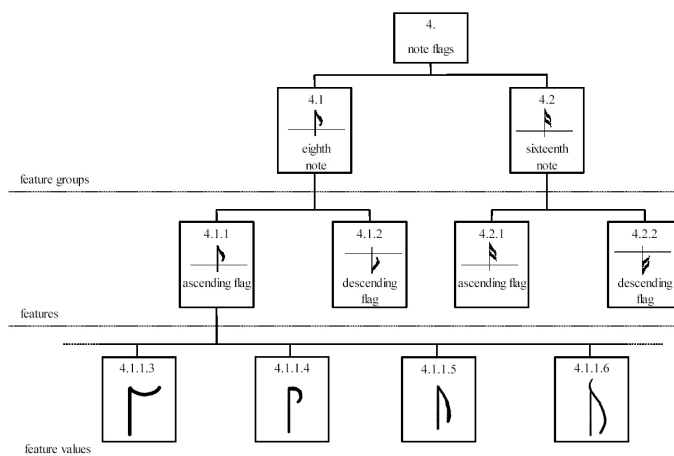 4.
note flags
4.1
eighth
note
4.2
sixteenth
note
feature groups
4.1.1
ascending flag
4.1.2
descending
flag
4.2.1
ascending flag
4.2.2
descending
flag
features
4.1.1.3
4.1.1.4
4.1.1.5
4.1.1.6
feature values